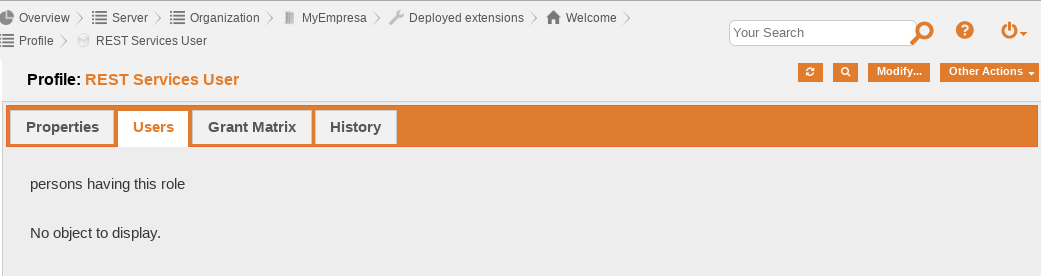 Overview Server Organization MyEmpresa Deployed extensions Welcome
Profile REST Services User
Your Search
Profile: REST Services User
Modify... Other Actions
Properties Users Grant Matrix History
persons having this role
No object to display.